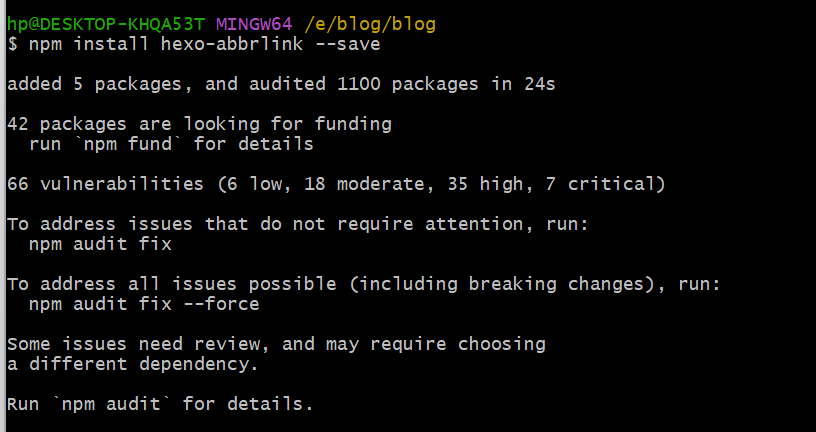 hp@DESKTOP-KHQA53T MINGW64 /e/blog/blog
$ npm install hexo-abbrlink --save
added 5 packages, and audited 1100 packages in 24s
42 packages are looking for funding
run `npm fund` for details
66 vulnerabilities (6 low, 18 moderate, 35 high, 7 critical)
To address issues that do not require attention, run:
npm audit fix
To address all issues possible (including breaking changes), run:
npm audit fix --force
Some issues need review, and may require choosing
a different dependency.
Run `npm audit` for details.